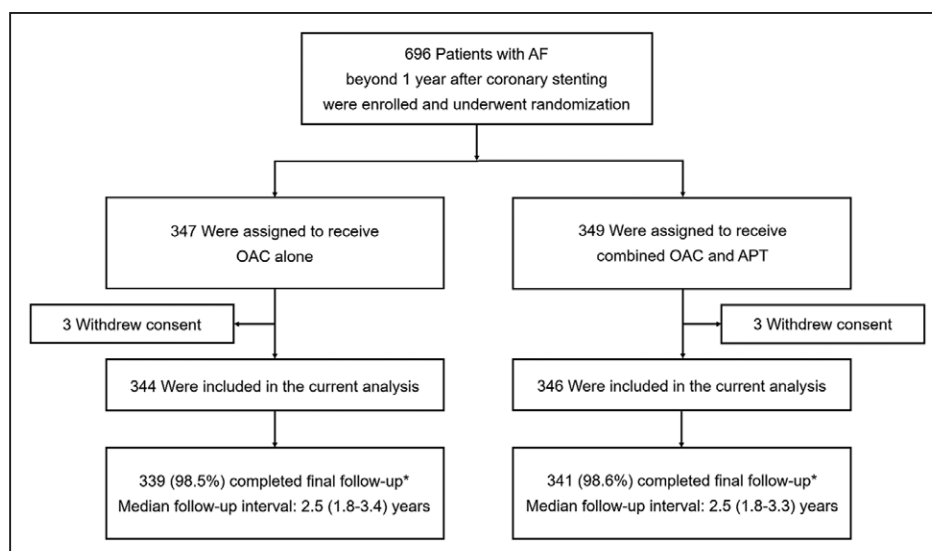 696 Patients with AF
beyond 1 year after coronary stenting
were enrolled and underwent randomization
347 Were assigned to receive
OAC alone
349 Were assigned to receive
combined OAC and APT
3 Withdrew consent
3 Withdrew consent
344 Were included in the current analysis
346 Were included in the current analysis
339 (98.5%) completed final follow-up*
Median follow-up interval: 2.5 (1.8-3.4) years
341 (98.6%) completed final follow-up*
Median follow-up interval: 2.5 (1.8-3.3) years